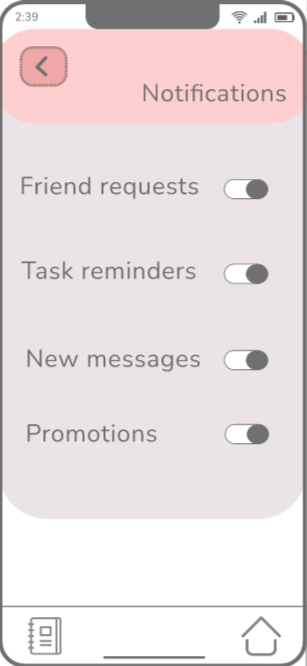 2:39
Notifications
Friend requests
Task reminders
New messages
Promotions